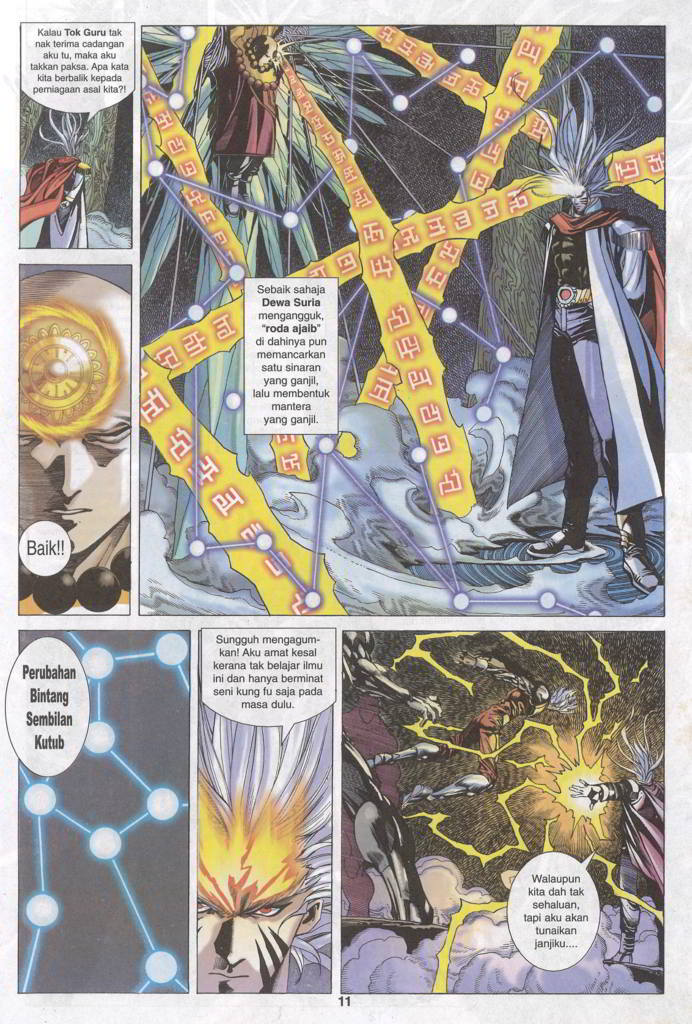 Kalau Tok Guru tak
nak terima cadangan
aku tu, maka aku
takkan paksa. Apa kata
kita berbalik kepada
perniagaan asal kita?!
Sebaik sahaja
Dewa Suria
mengangguk,
"roda ajaib"
di dahinya pun
memancarkan
satu sinaran
yang ganjil,
lalu membentuk
mantera
yang ganjil.
Baik!!
Perubahan
Bintang
Sembilan
Kutub
Sungguh mengagum-
kan! Aku amat kesal
kerana tak belajar ilmu
ini dan hanya berminat
seni kung fu saja pada
masa dulu.
Walaupun
kita dah tak
sehaluan,
tapi aku akan
tunaikan
janjiku....
11